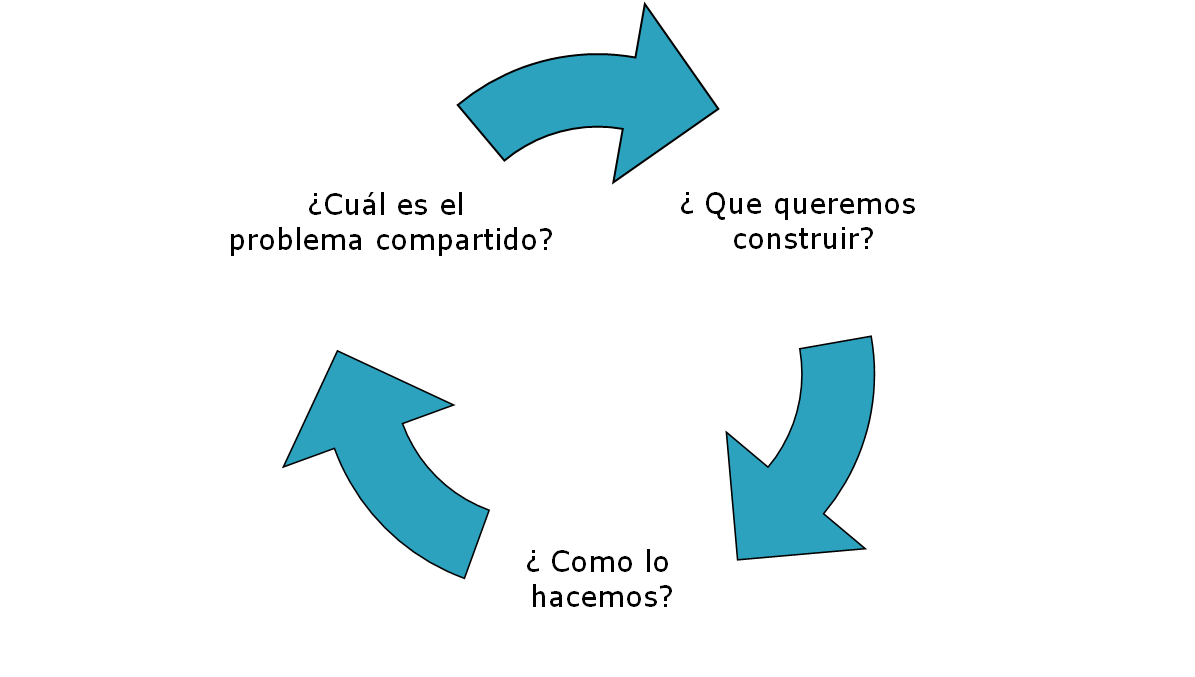 ¿Cuál es el
problema compartido?
¿ Que queremos
construir?
¿ Como lo
hacemos?